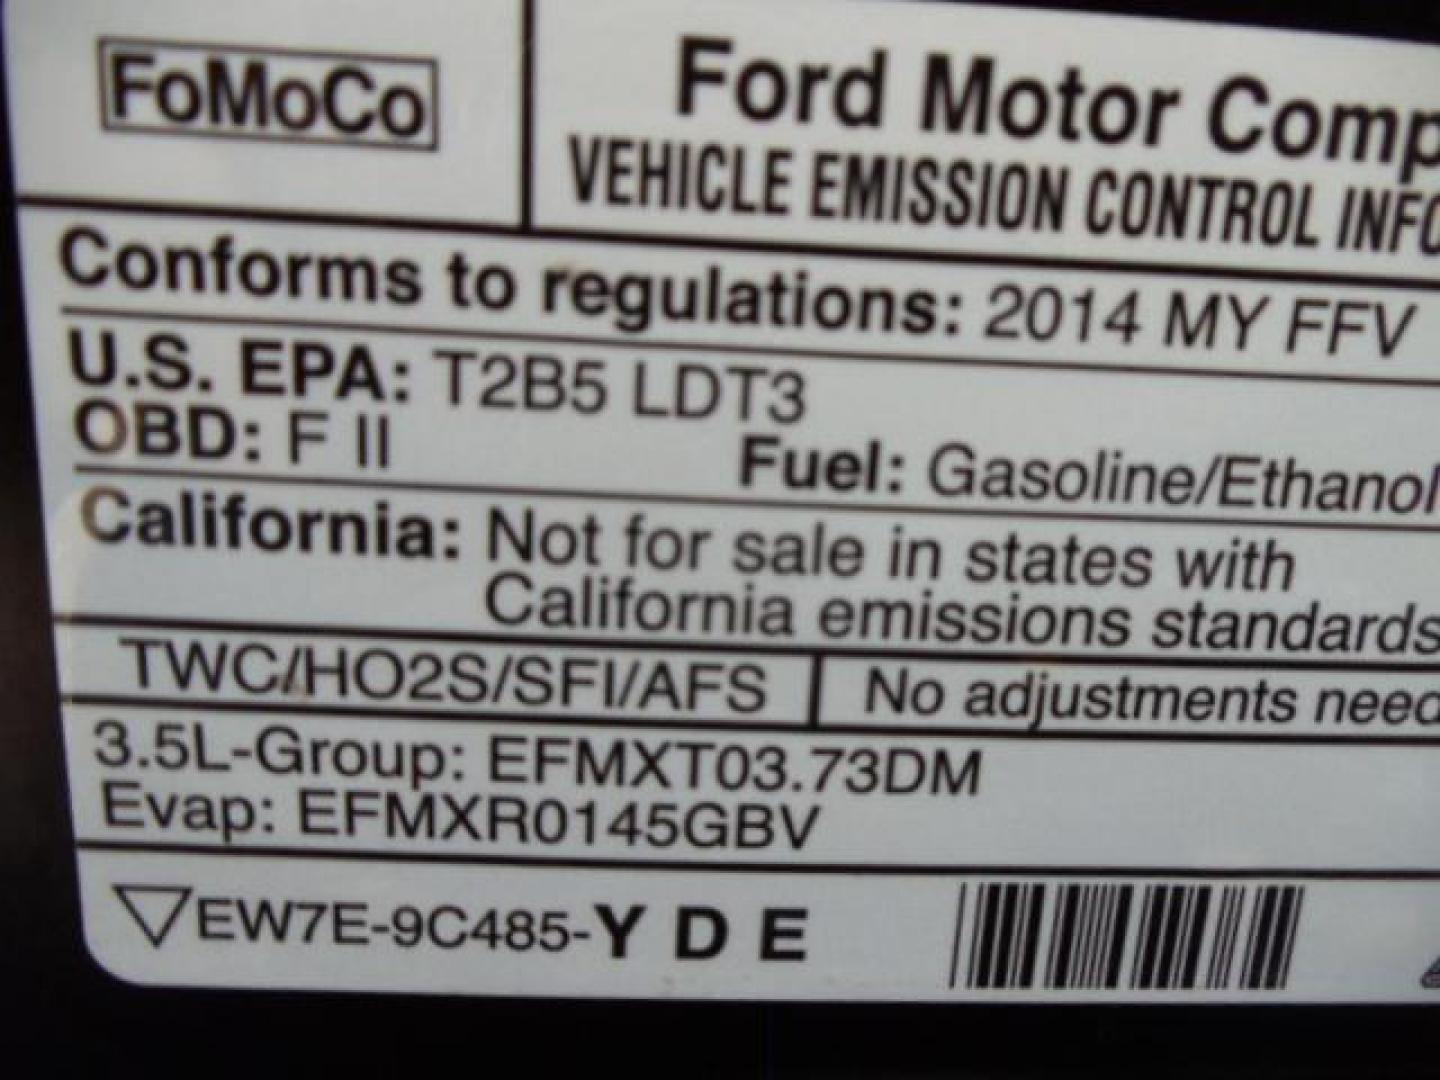 FoMoCo
Ford Motor Comp
VEHICLE EMISSION CONTROL INFO
Conforms to regulations: 2014 MY FFV
U.S. EPA: T2B5 LDT3
OBD: F II
Fuel: Gasoline/Ethanol
California: Not for sale in states with
California emissions standards
TWC/HO2S/SFI/AFS
No adjustments need
3.5L-Group: EFMXT03.73DM
Evap: EFMXR0145GBV
EW7E-9C485-Y D E